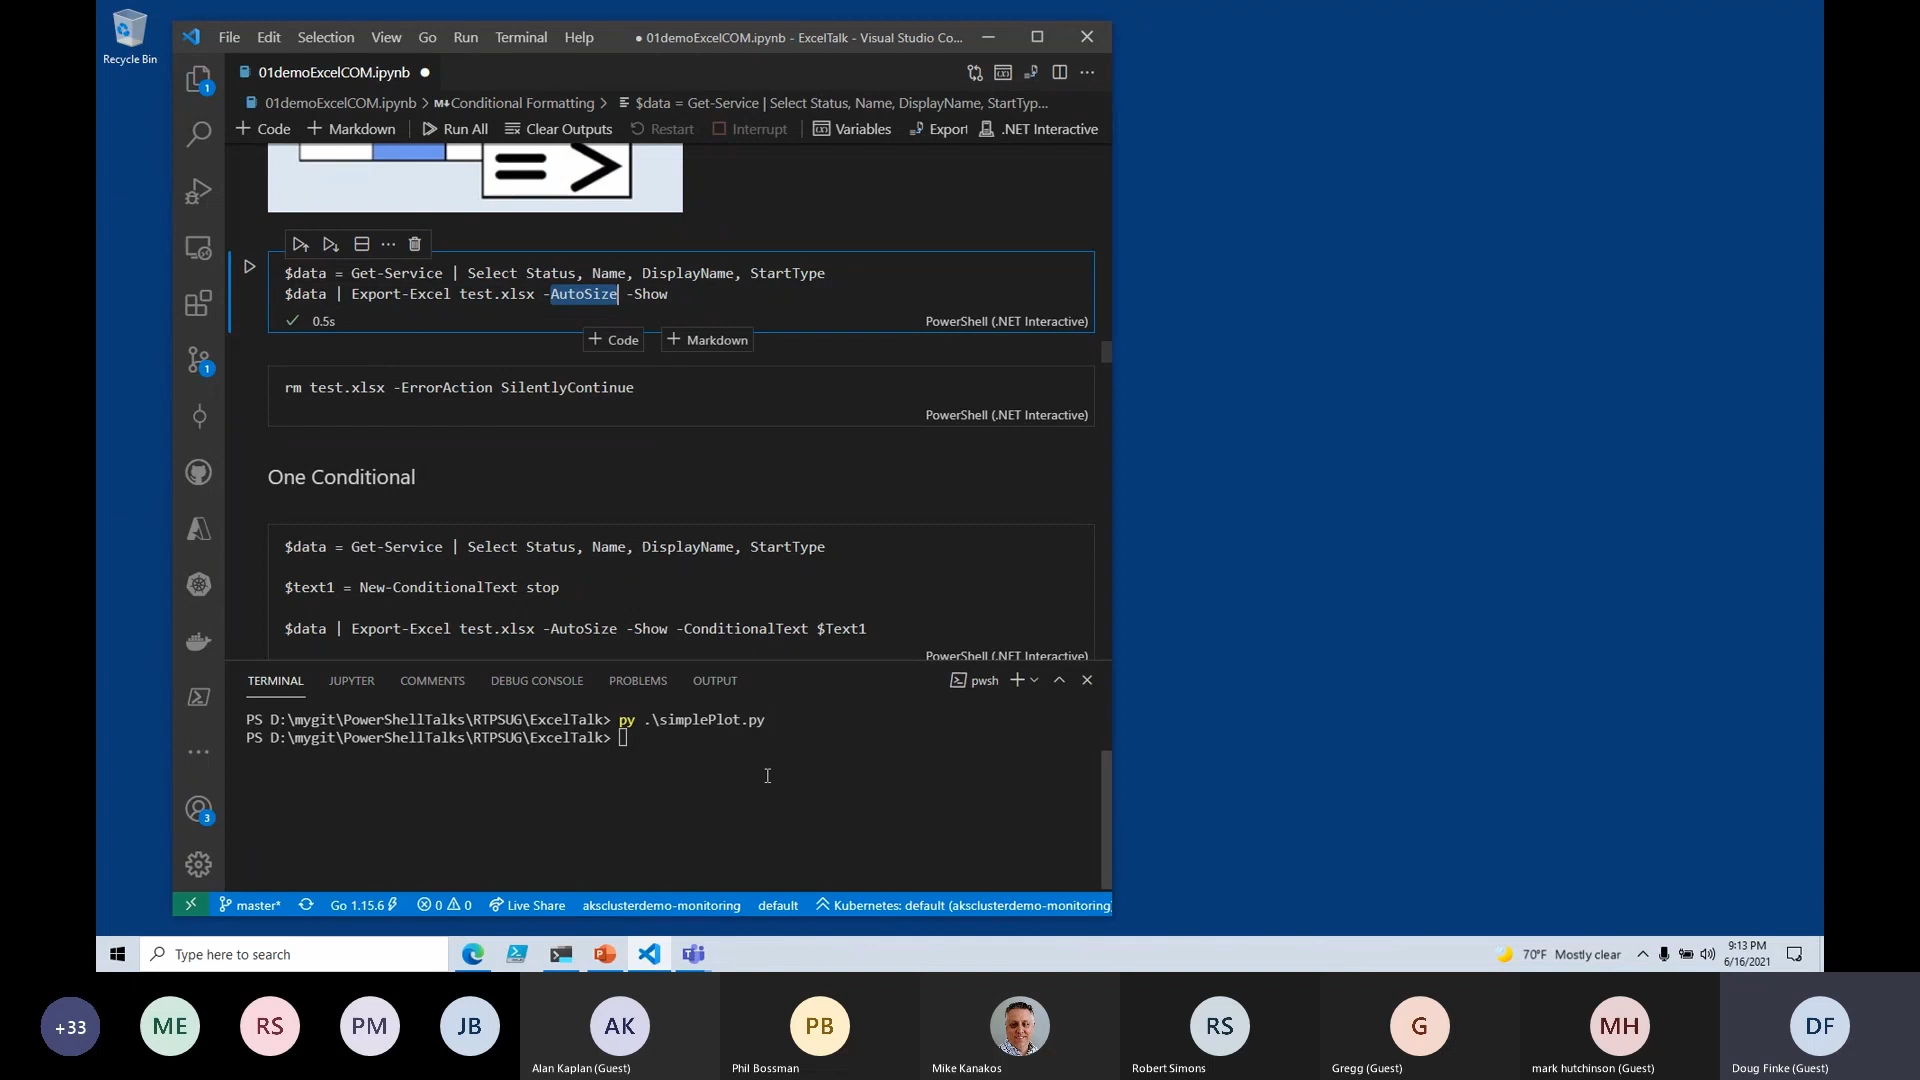 Recycle Bin
File Edit Selection View Go Run Terminal Help ● 01demoExcelCOM.ipynb - ExcelTalk - Visual Studio Co...
01demoExcelCOM.ipynb
01demoExcelCOM.ipynb > M↓Conditional Formatting > $data = Get-Service | Select Status, Name, DisplayName, StartTyp...
+ Code + Markdown Run All Clear Outputs Restart Interrupt Variables Export .NET Interactive
=>
$data = Get-Service | Select Status, Name, DisplayName, StartType
$data | Export-Excel test.xlsx -AutoSize -Show
0.5s
PowerShell (.NET Interactive)
+ Code + Markdown
rm test.xlsx -ErrorAction SilentlyContinue
PowerShell (.NET Interactive)
One Conditional
$data = Get-Service | Select Status, Name, DisplayName, StartType
$text1 = New-ConditionalText stop
$data | Export-Excel test.xlsx -AutoSize -Show -ConditionalText $Text1
PowerShell (.NET Interactive)
TERMINAL JUPYTER COMMENTS DEBUG CONSOLE PROBLEMS OUTPUT pwsh
PS D:\mygit\PowerShellTalks\RTPSUG\ExcelTalk> py .\simplePlot.py
PS D:\mygit\PowerShellTalks\RTPSUG\ExcelTalk>
1
1
3
master* Go 1.15.6 0 0 Live Share aksclusterdemo-monitoring default Kubernetes: default (aksclusterdemo-monitoring)
Type here to search
70°F Mostly clear
9:13 PM
6/16/2021
+33 ME RS PM JB AK PB RS G MH DF
Alan Kaplan (Guest) Phil Bossman Mike Kanakos Robert Simons Gregg (Guest) mark hutchinson (Guest) Doug Finke (Guest)